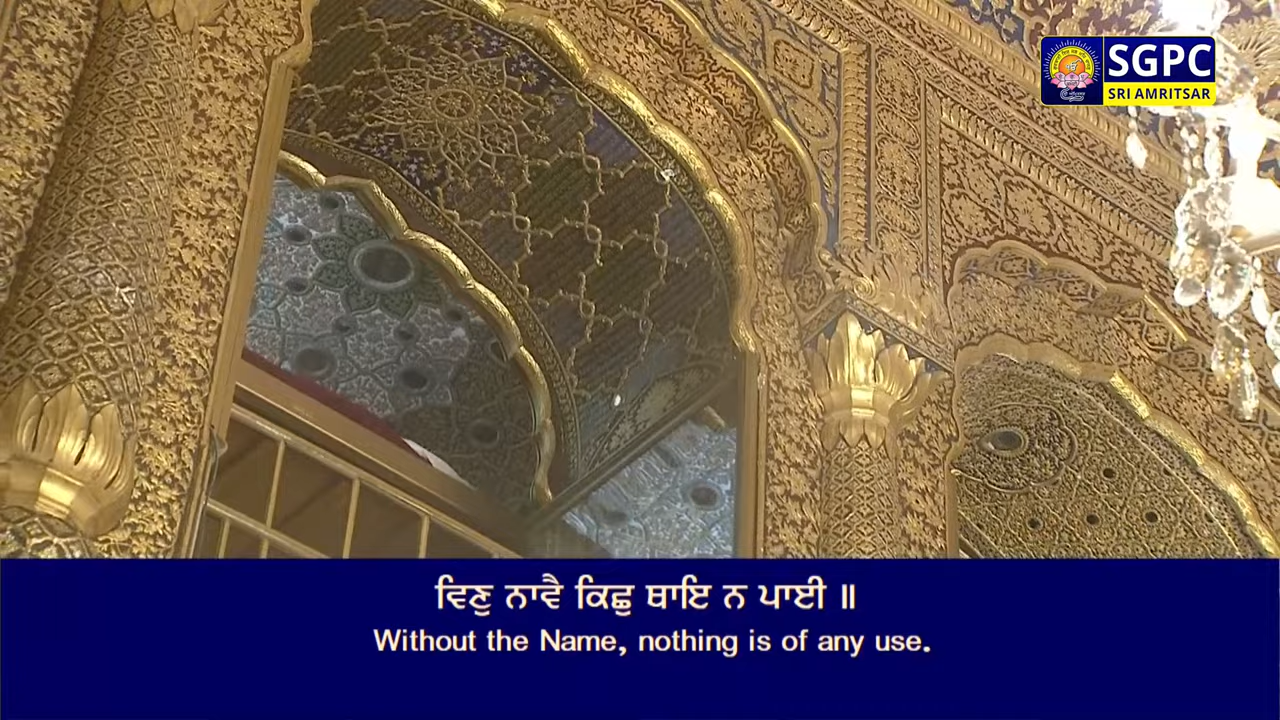 SGPC
SRI AMRITSAR
ਵਿਣੁ ਨਾਵੈ ਕਿਛੁ ਥਾਇ ਨ ਪਾਈ ॥
Without the Name, nothing is of any use.